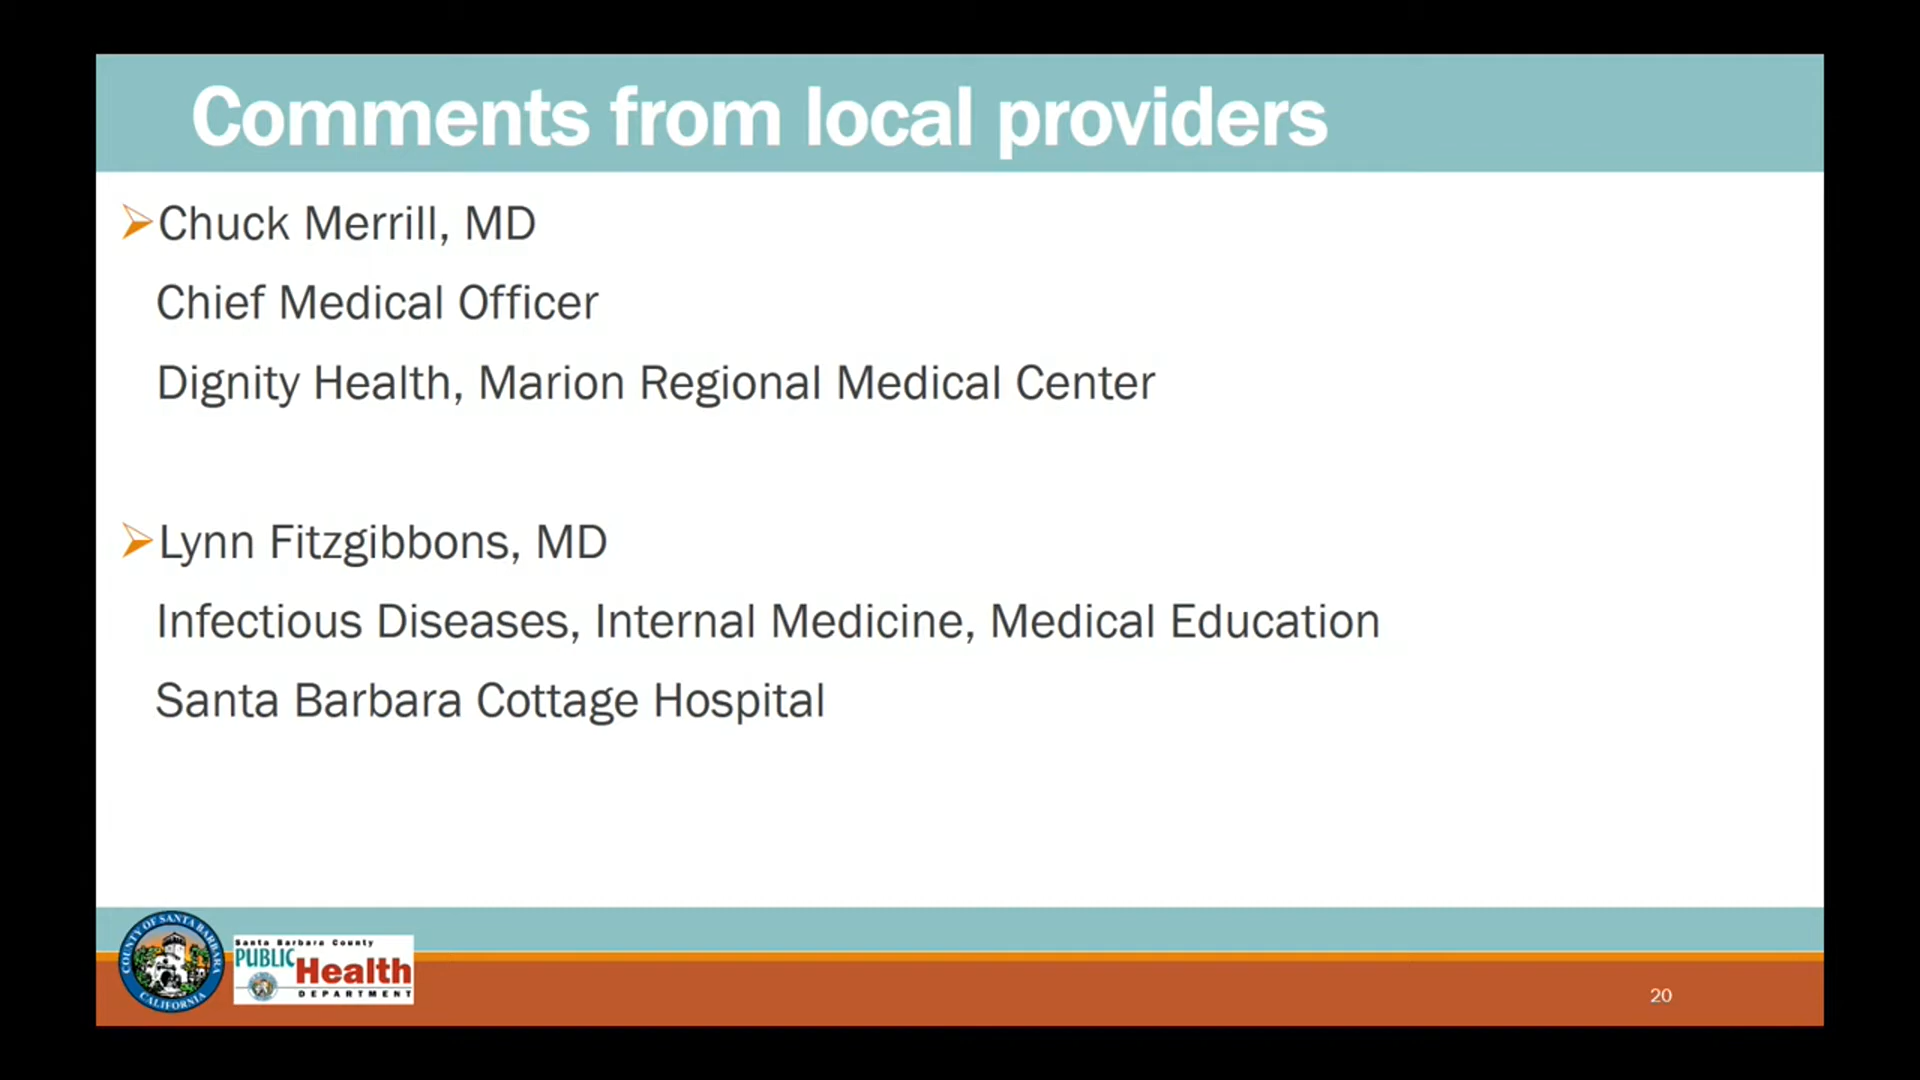 Comments from local providers
Chuck Merrill, MD
Chief Medical Officer
Dignity Health, Marion Regional Medical Center
Lynn Fitzgibbons, MD
Infectious Diseases, Internal Medicine, Medical Education
Santa Barbara Cottage Hospital
COUNTY OF SANTA BARBARA
CALIFORNIA
Santa Barbara County
PUBLIC
Health
DEPARTMENT
20